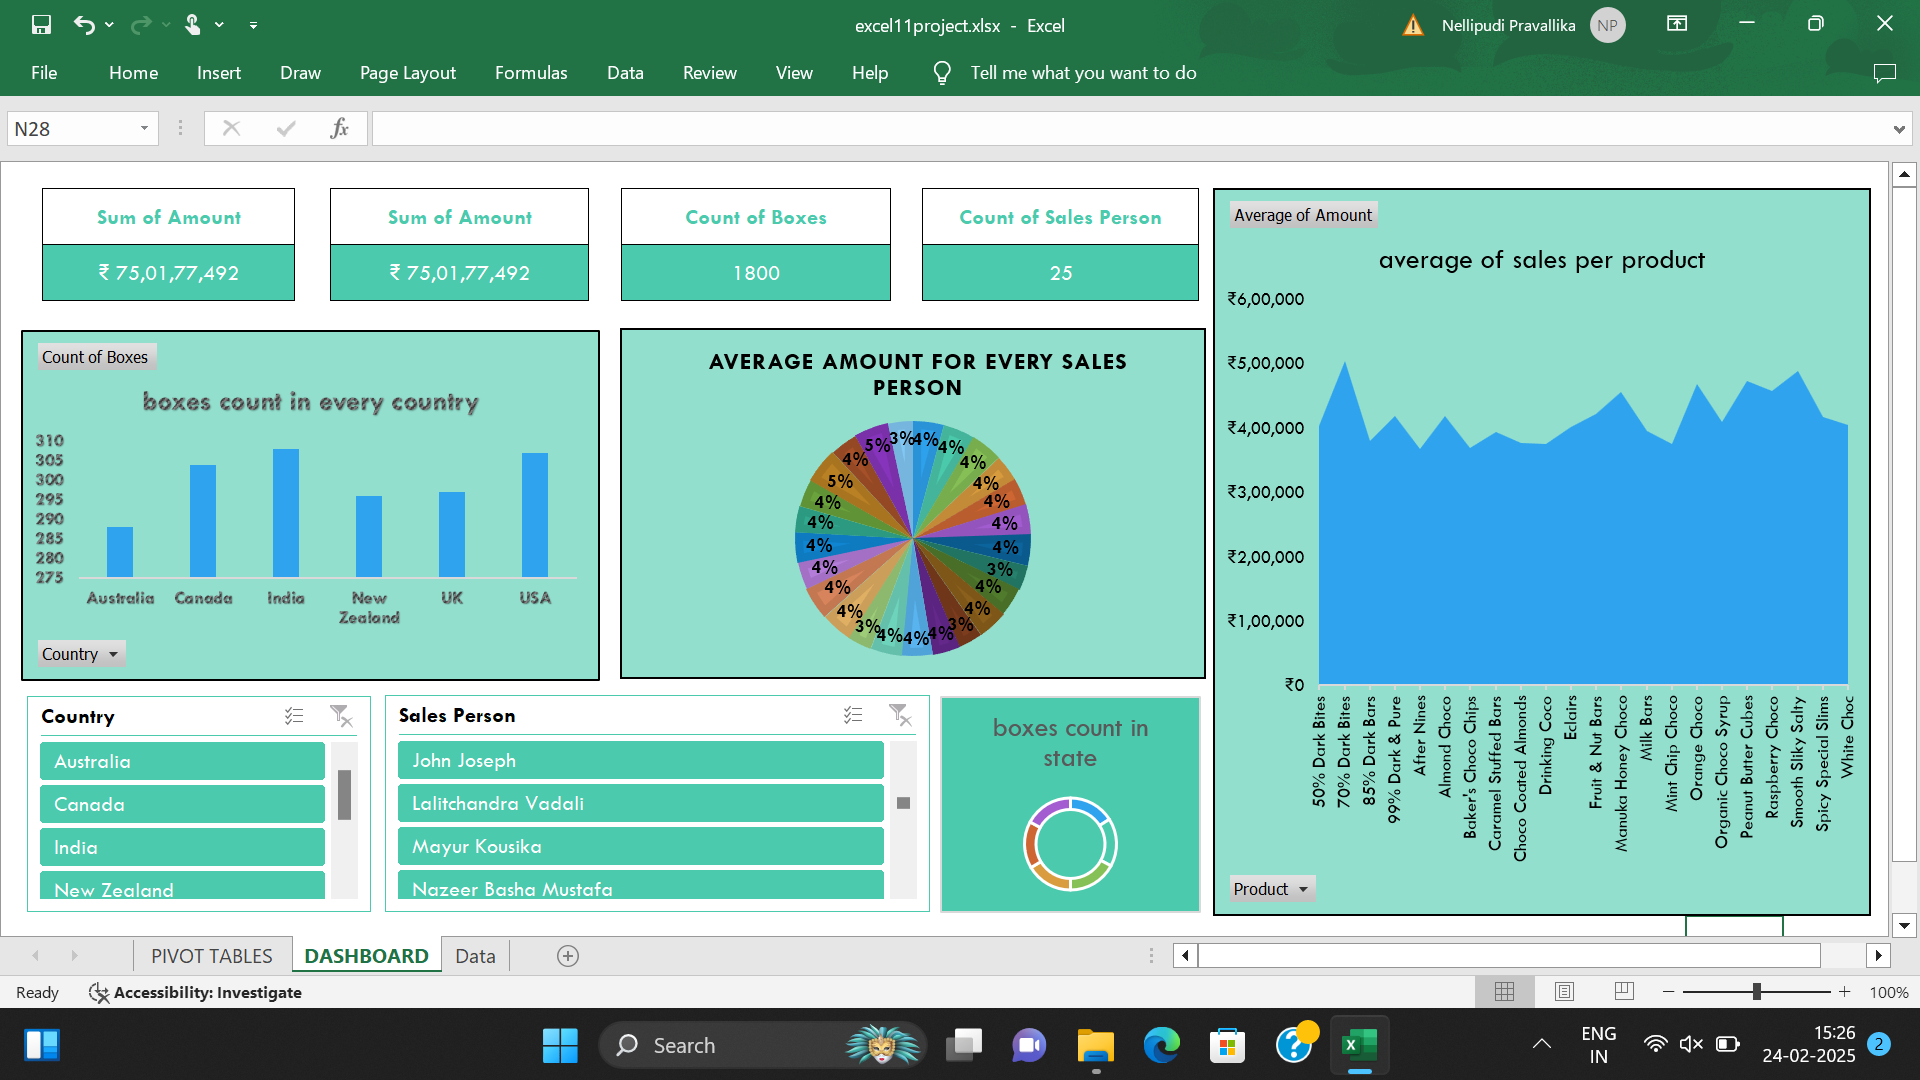 excel11project.xlsx - Excel
Nellipudi Pravallika
NP
File Home Insert Draw Page Layout Formulas Data Review View Help Tell me what you want to do
N28
fx
Sum of Amount
₹ 75,01,77,492
Sum of Amount
₹ 75,01,77,492
Count of Boxes
1800
Count of Sales Person
25
Count of Boxes
boxes count in every country
310
305
300
295
290
285
280
275
Australia
Canada
India
New
Zealand
UK
USA
Country
AVERAGE AMOUNT FOR EVERY SALES
PERSON
4%
4%
4%
4%
4%
4%
4%
3%
4%
4%
3%
4%
4%
4%
3%
4%
4%
4%
4%
4%
4%
5%
4%
5%
3%
Average of Amount
average of sales per product
₹6,00,000
₹5,00,000
₹4,00,000
₹3,00,000
₹2,00,000
₹1,00,000
₹0
50% Dark Bites
70% Dark Bites
85% Dark Bars
99% Dark & Pure
After Nines
Almond Choco
Baker's Choco Chips
Caramel Stuffed Bars
Choco Coated Almonds
Drinking Coco
Eclairs
Fruit & Nut Bars
Manuka Honey Choco
Milk Bars
Mint Chip Choco
Orange Choco
Organic Choco Syrup
Peanut Butter Cubes
Raspberry Choco
Smooth Sliky Salty
Spicy Special Slims
White Choc
Product
Country
Australia
Canada
India
New Zealand
Sales Person
John Joseph
Lalitchandra Vadali
Mayur Kousika
Nazeer Basha Mustafa
boxes count in
state
PIVOT TABLES
DASHBOARD
Data
Ready
Accessibility: Investigate
100%
Search
ENG
IN
15:26
24-02-2025
2